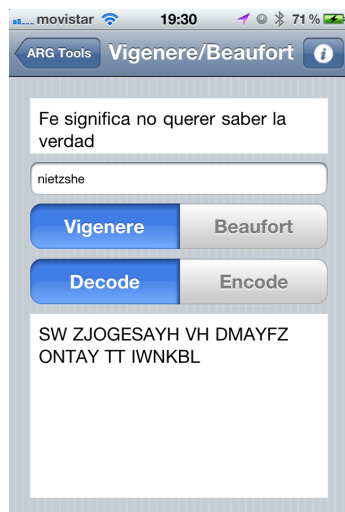 movistar 19:30 71 %
ARG Tools Vigenere/Beaufort i
Fe significa no querer saber la
verdad
nietzshe
Vigenere Beaufort
Decode Encode
SW ZJOGESAYH VH DMAYFZ
ONTAY TT IWNKBL